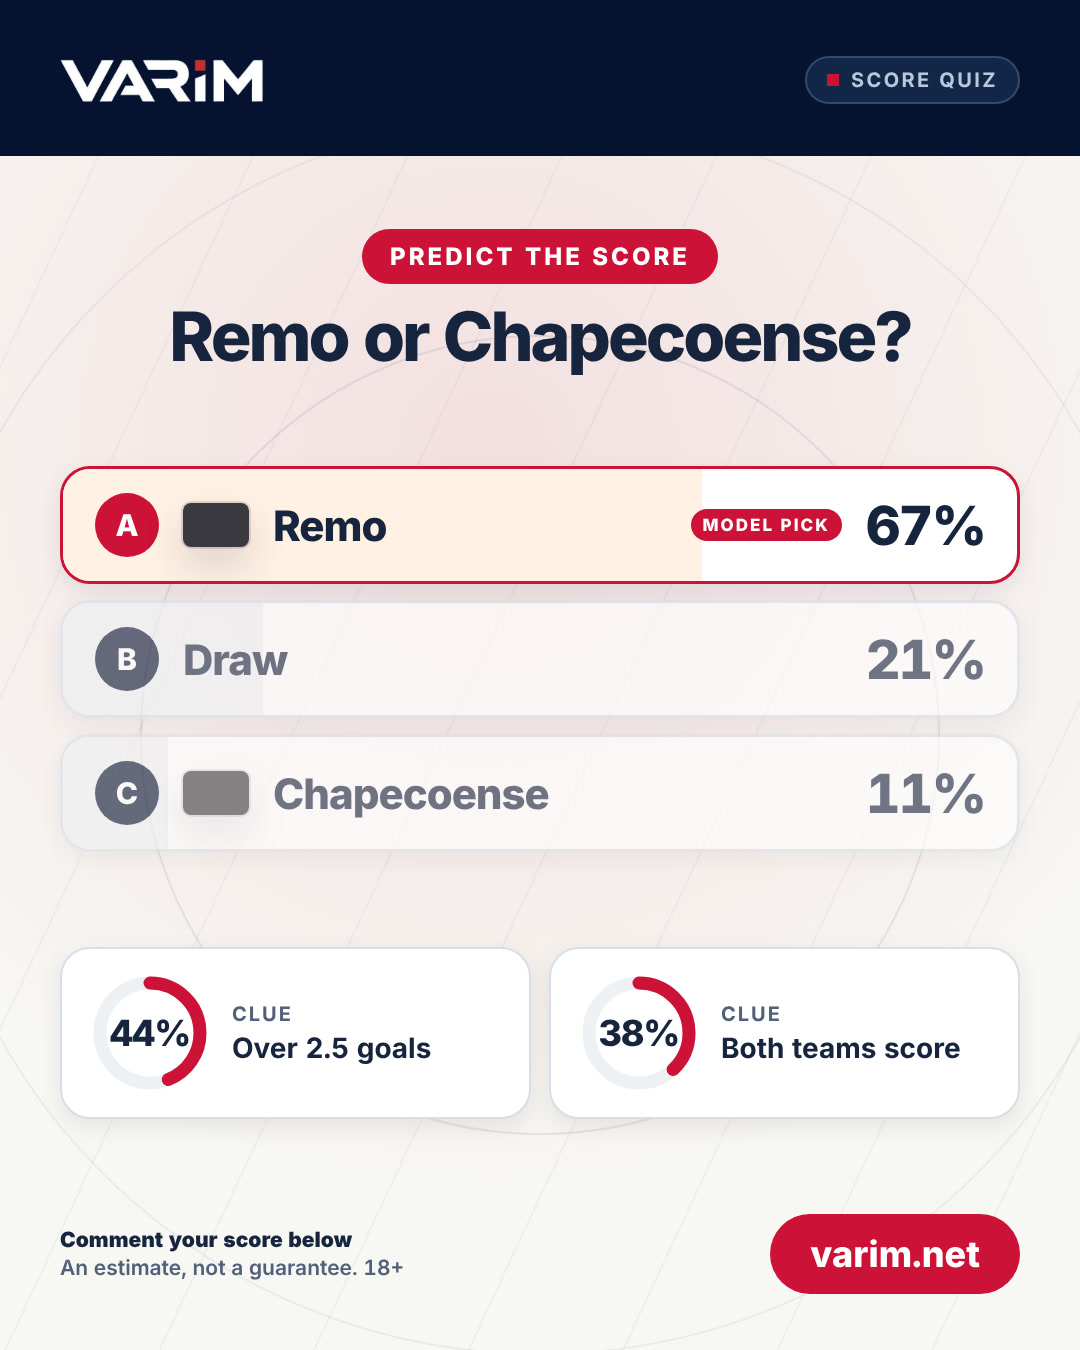 VARiM
SCORE QUIZ
PREDICT THE SCORE
Remo or Chapecoense?
A Remo MODEL PICK 67%
B Draw 21%
C Chapecoense 11%
44% CLUE
Over 2.5 goals
38% CLUE
Both teams score
Comment your score below
An estimate, not a guarantee. 18+
varim.net